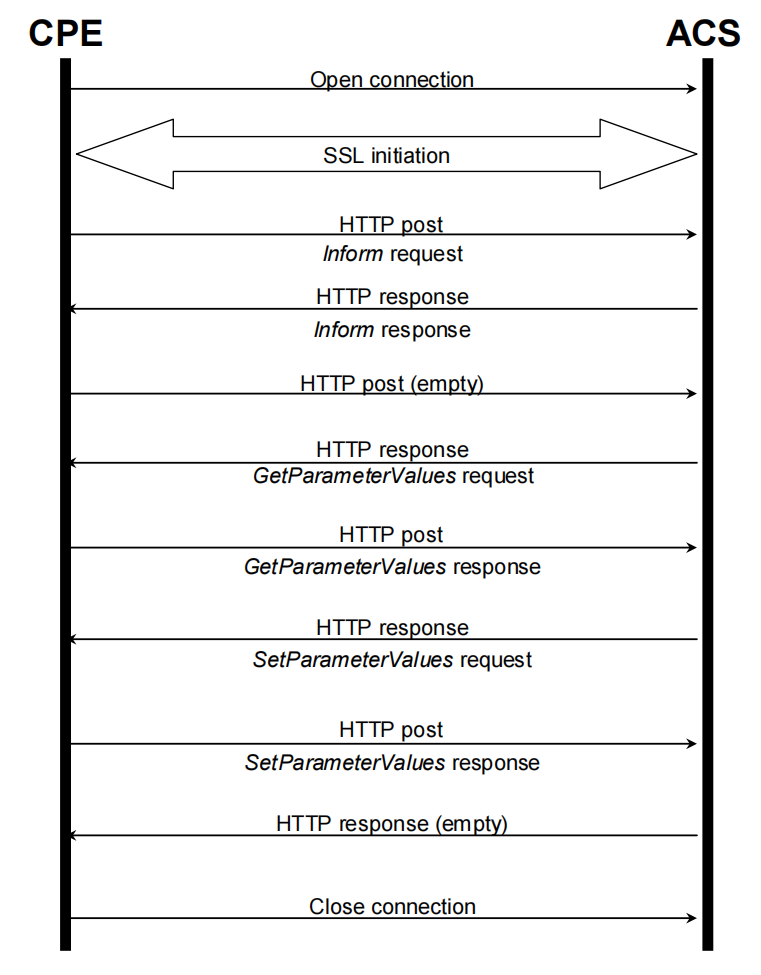 CPE ACS
Open connection
SSL initiation
HTTP post
Inform request
HTTP response
Inform response
HTTP post (empty)
HTTP response
GetParameterValues request
HTTP post
GetParameterValues response
HTTP response
SetParameterValues request
HTTP post
SetParameterValues response
HTTP response (empty)
Close connection